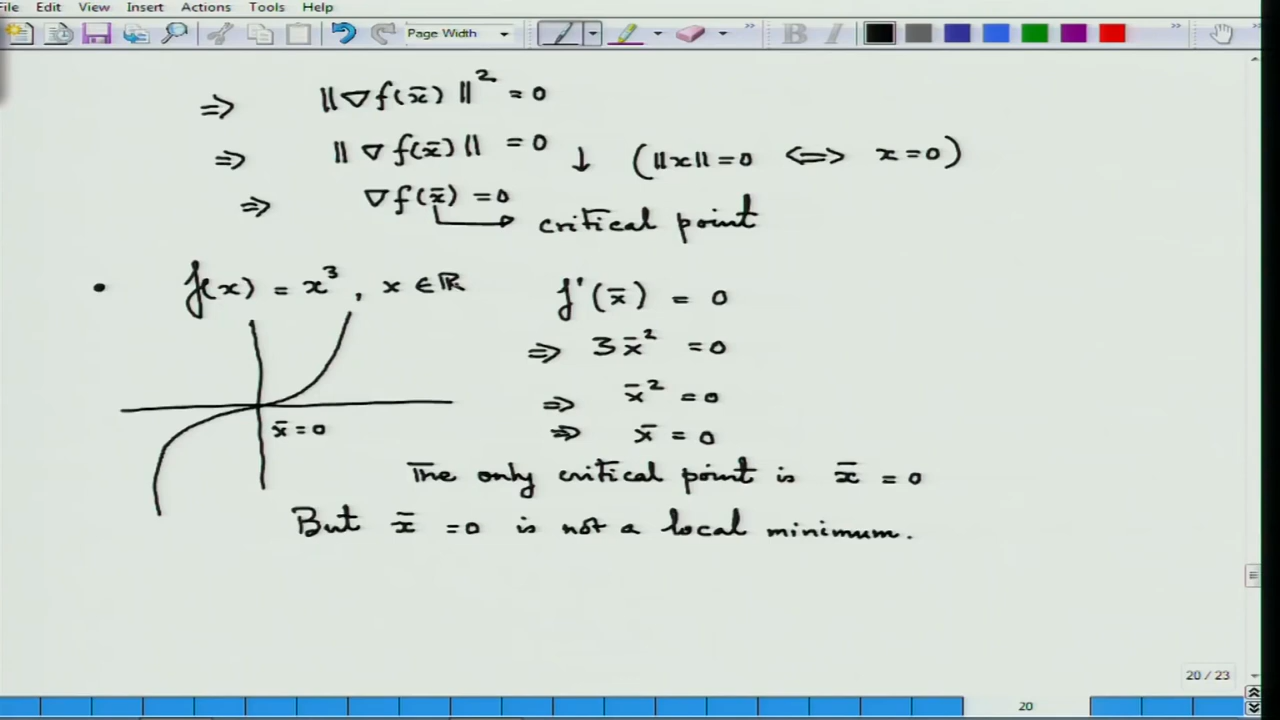 File Edit View Insert Actions Tools Help
Page Width
⇒ ||∇f(x̄)||² = 0
⇒ ||∇f(x̄)|| = 0 ↓ (||x|| = 0 ⇔ x = 0)
⇒ ∇f(x̄) = 0
critical point
• f(x) = x³, x ∈ ℝ
f'(x̄) = 0
⇒ 3x̄² = 0
⇒ x̄² = 0
⇒ x̄ = 0
x̄ = 0
The only critical point is x̄ = 0
But x̄ = 0 is not a local minimum.
20 / 23
20